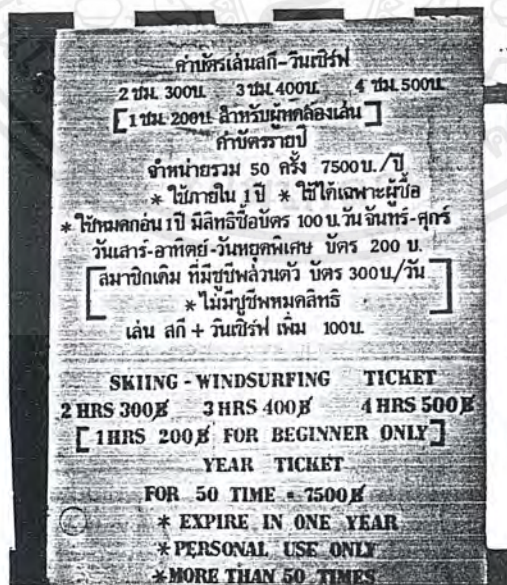 ค่าบัตรเล่นสกี-วินเซิร์ฟ
2 ชม. 300บ. 3 ชม. 400บ. 4 ชม. 500บ.
[1 ชม. 200บ. สำหรับผู้ทดลองเล่น]
ค่าบัตรรายปี
จำหน่ายรวม 50 ครั้ง 7500บ./ปี
* ใช้ภายใน 1 ปี * ใช้ได้เฉพาะผู้ซื้อ
* ใช้หมดก่อน 1ปี มีสิทธิซื้อบัตร 100 บ. วันจันทร์-ศุกร์
วันเสาร์-อาทิตย์-วันหยุดพิเศษ บัตร 200 บ.
[สมาชิกเดิม ที่มีชูชีพส่วนตัว บัตร 300บ/วัน
* ไม่มีชูชีพหมดสิทธิ]
เล่น สกี + วินเซิร์ฟ เพิ่ม 100บ.
SKIING - WINDSURFING TICKET
2 HRS 300฿ 3 HRS 400฿ 4 HRS 500฿
[1 HRS 200฿ FOR BEGINNER ONLY]
YEAR TICKET
FOR 50 TIME = 7500฿
* EXPIRE IN ONE YEAR
* PERSONAL USE ONLY
* MORE THAN 50 TIMES